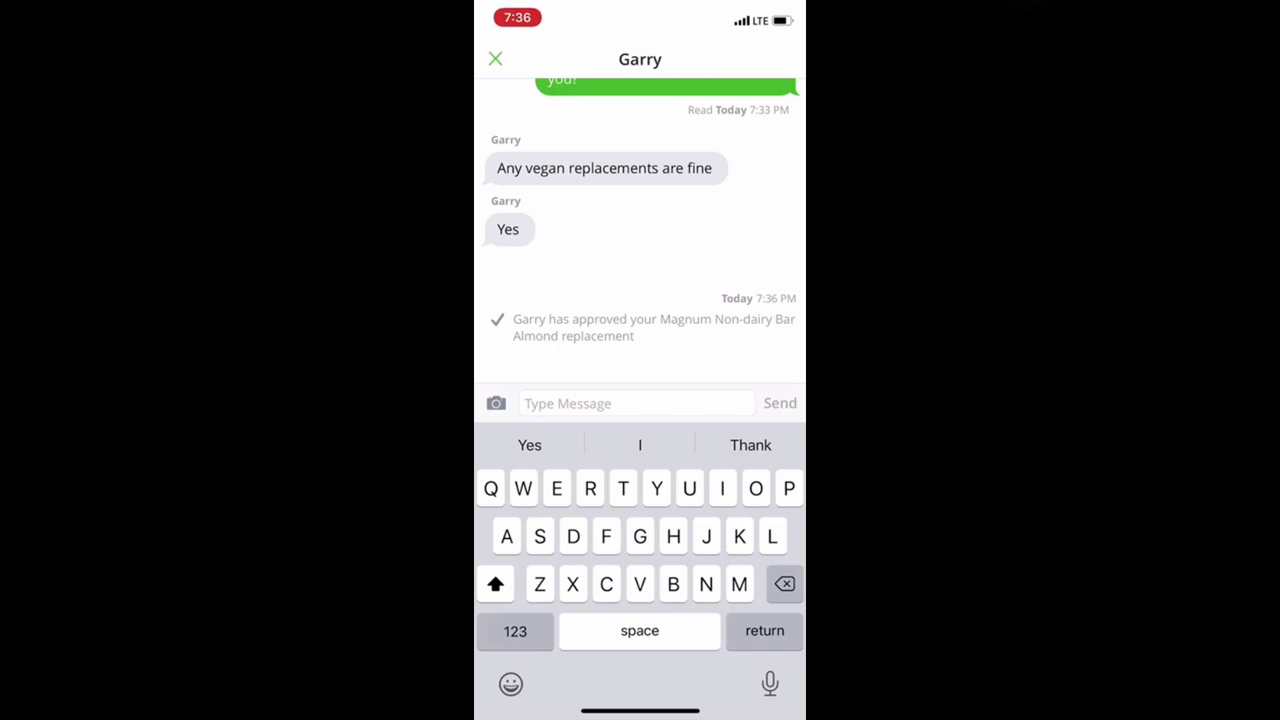 7:36
LTE
Garry
you?
Read Today 7:33 PM
Garry
Any vegan replacements are fine
Garry
Yes
Today 7:36 PM
Garry has approved your Magnum Non-dairy Bar
Almond replacement
Type Message
Send
Yes I Thank
Q W E R T Y U I O P
A S D F G H J K L
Z X C V B N M
123 space return